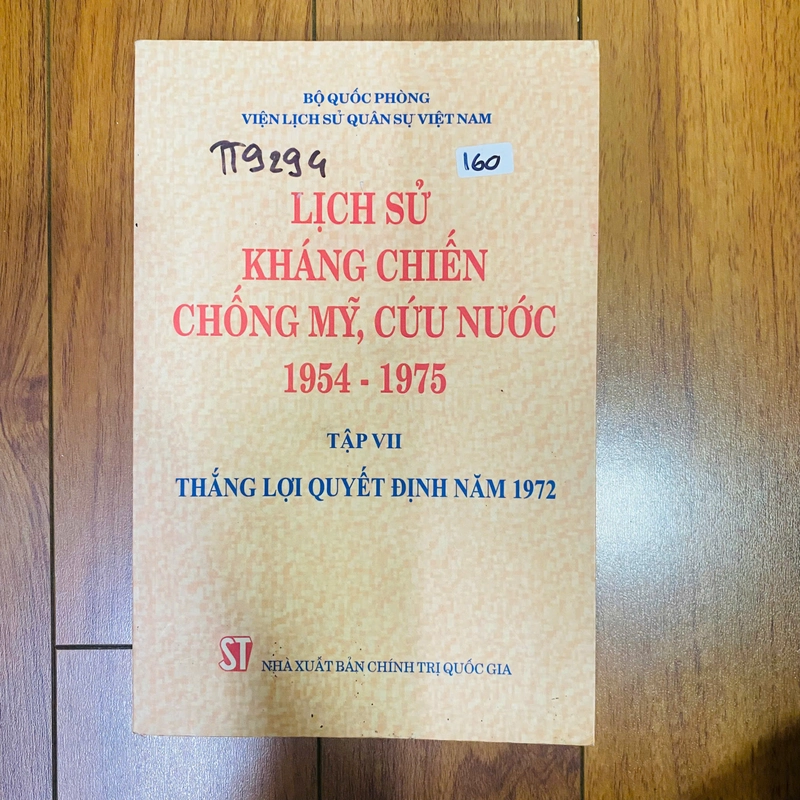 BỘ QUỐC PHÒNG
VIỆN LỊCH SỬ QUÂN SỰ VIỆT NAM
TT9294
160
LỊCH SỬ
KHÁNG CHIẾN
CHỐNG MỸ, CỨU NƯỚC
1954 - 1975
TẬP VII
THẮNG LỢI QUYẾT ĐỊNH NĂM 1972
ST NHÀ XUẤT BẢN CHÍNH TRỊ QUỐC GIA